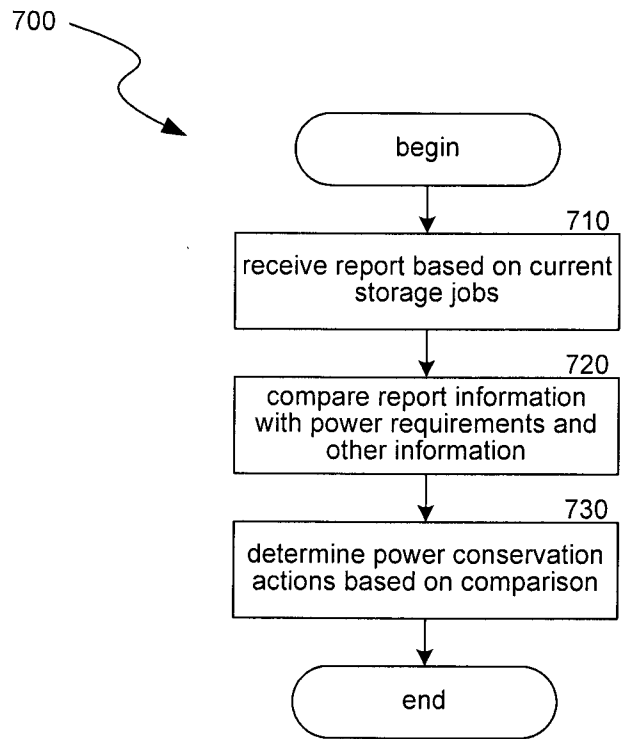 700
begin
710
receive report based on current
storage jobs
720
compare report information
with power requirements and
other information
730
determine power conservation
actions based on comparison
end